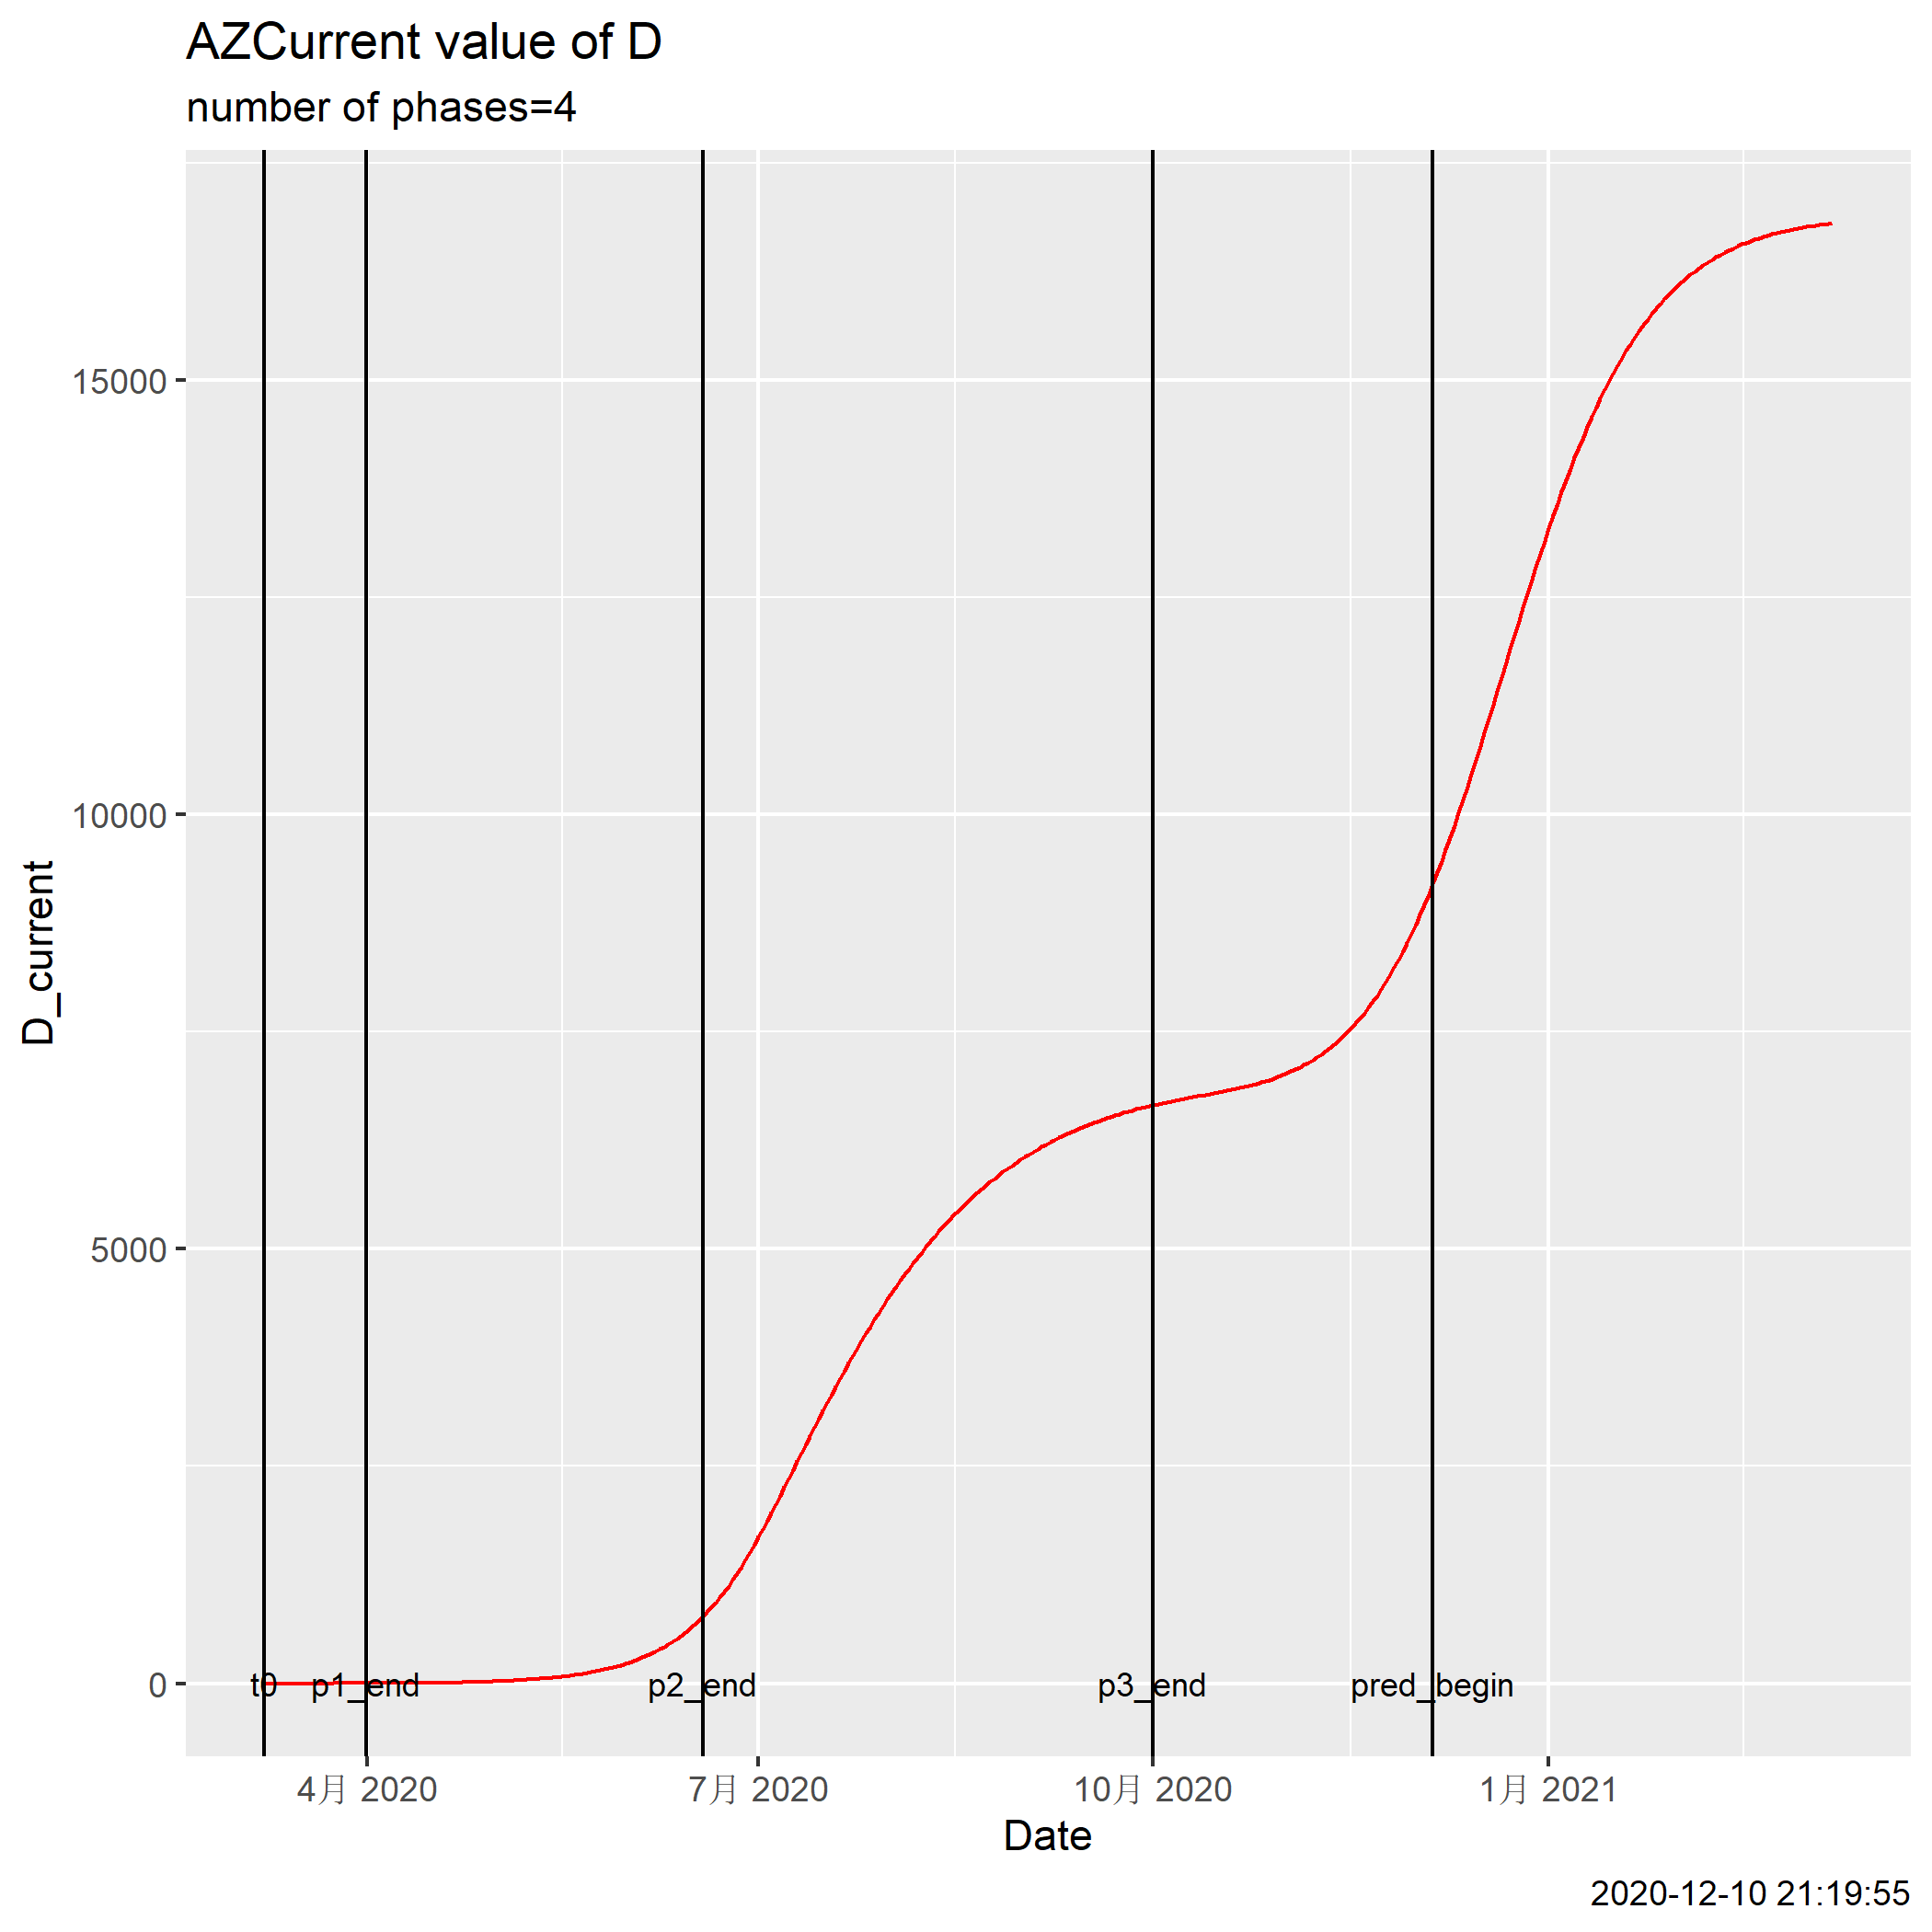 AZCurrent value of D
number of phases=4
D_current
15000
10000
5000
0
t0 p1_end p2_end p3_end pred_begin
4月 2020 7月 2020 10月 2020 1月 2021
Date
2020-12-10 21:19:55